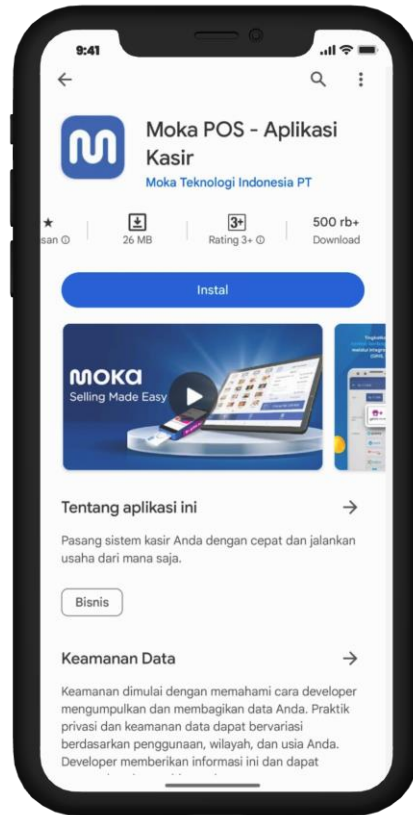 9:41
Moka POS - Aplikasi
Kasir
Moka Teknologi Indonesia PT
san
26 MB
3+
Rating 3+
500 rb+
Download
Instal
MOKA
Selling Made Easy
Tentang aplikasi ini
Pasang sistem kasir Anda dengan cepat dan jalankan
usaha dari mana saja.
Bisnis
Keamanan Data
Keamanan dimulai dengan memahami cara developer
mengumpulkan dan membagikan data Anda. Praktik
privasi dan keamanan data dapat bervariasi
berdasarkan penggunaan, wilayah, dan usia Anda.
Developer memberikan informasi ini dan dapat